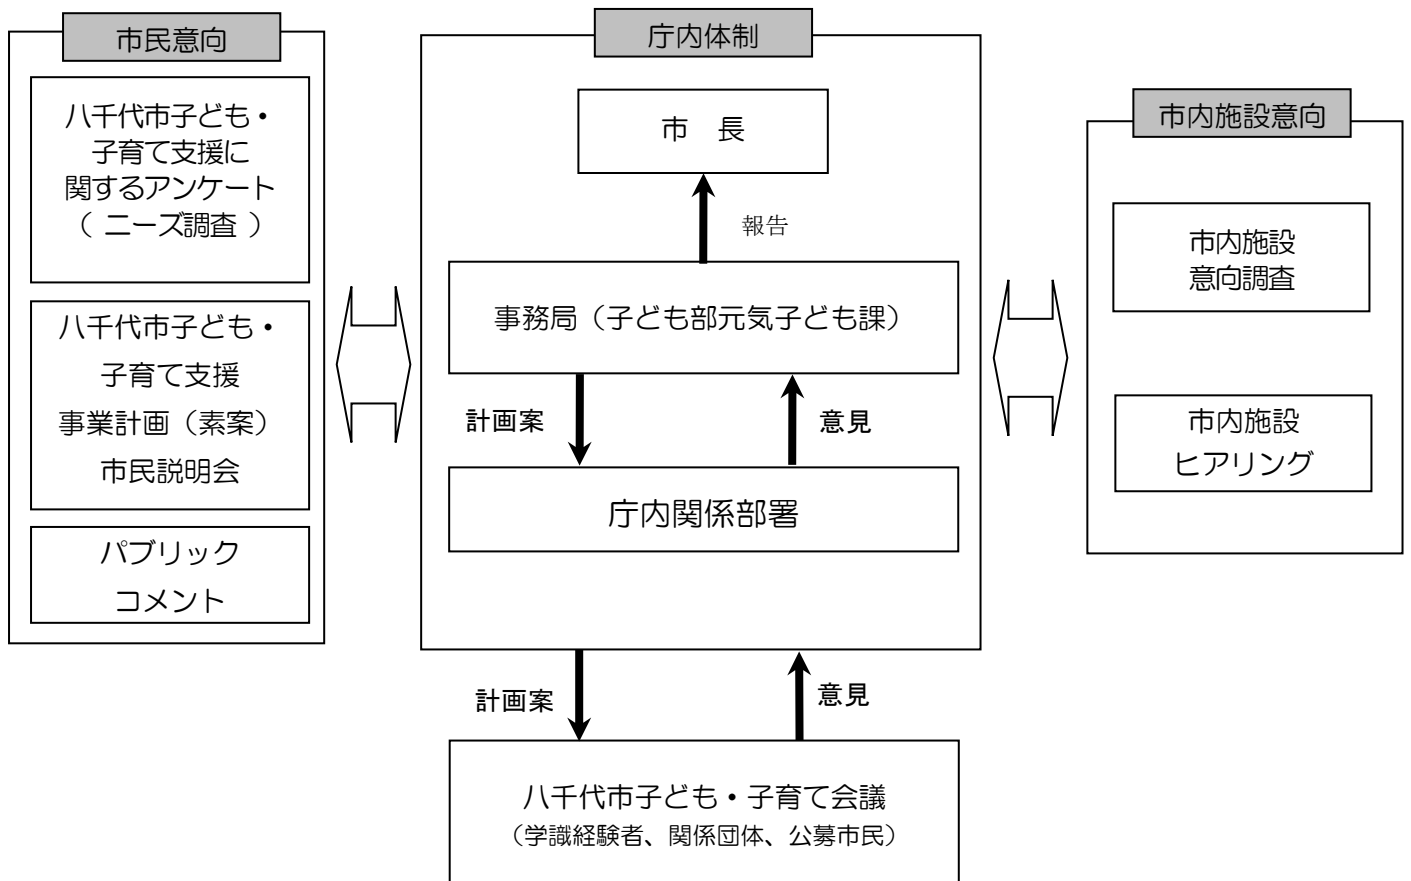 市民意向
八千代市子ども・
子育て支援に
関するアンケート
（ ニーズ調査 ）
八千代市子ども・
子育て支援
事業計画（素案）
市民説明会
パブリック
コメント
庁内体制
市　長
報告
事務局（子ども部元気子ども課）
計画案
意見
庁内関係部署
計画案
意見
八千代市子ども・子育て会議
（学識経験者、関係団体、公募市民）
市内施設意向
市内施設
意向調査
市内施設
ヒアリング